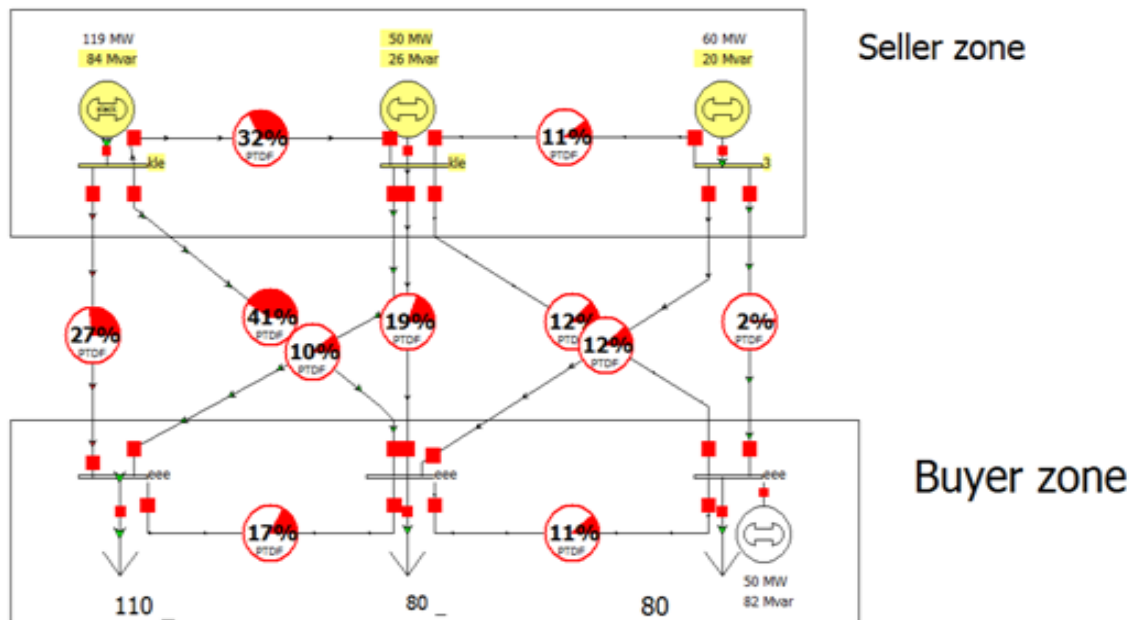 119 MW
84 Mvar
50 MW
26 Mvar
60 MW
20 Mvar
Seller zone
slack
32%
PTDF
11%
PTDF
kle
kle
3
27%
PTDF
41%
PTDF
10%
PTDF
19%
PTDF
12%
PTDF
12%
PTDF
2%
PTDF
eee
eee
eee
Buyer zone
17%
PTDF
11%
PTDF
50 MW
82 Mvar
110 _
80 _
80